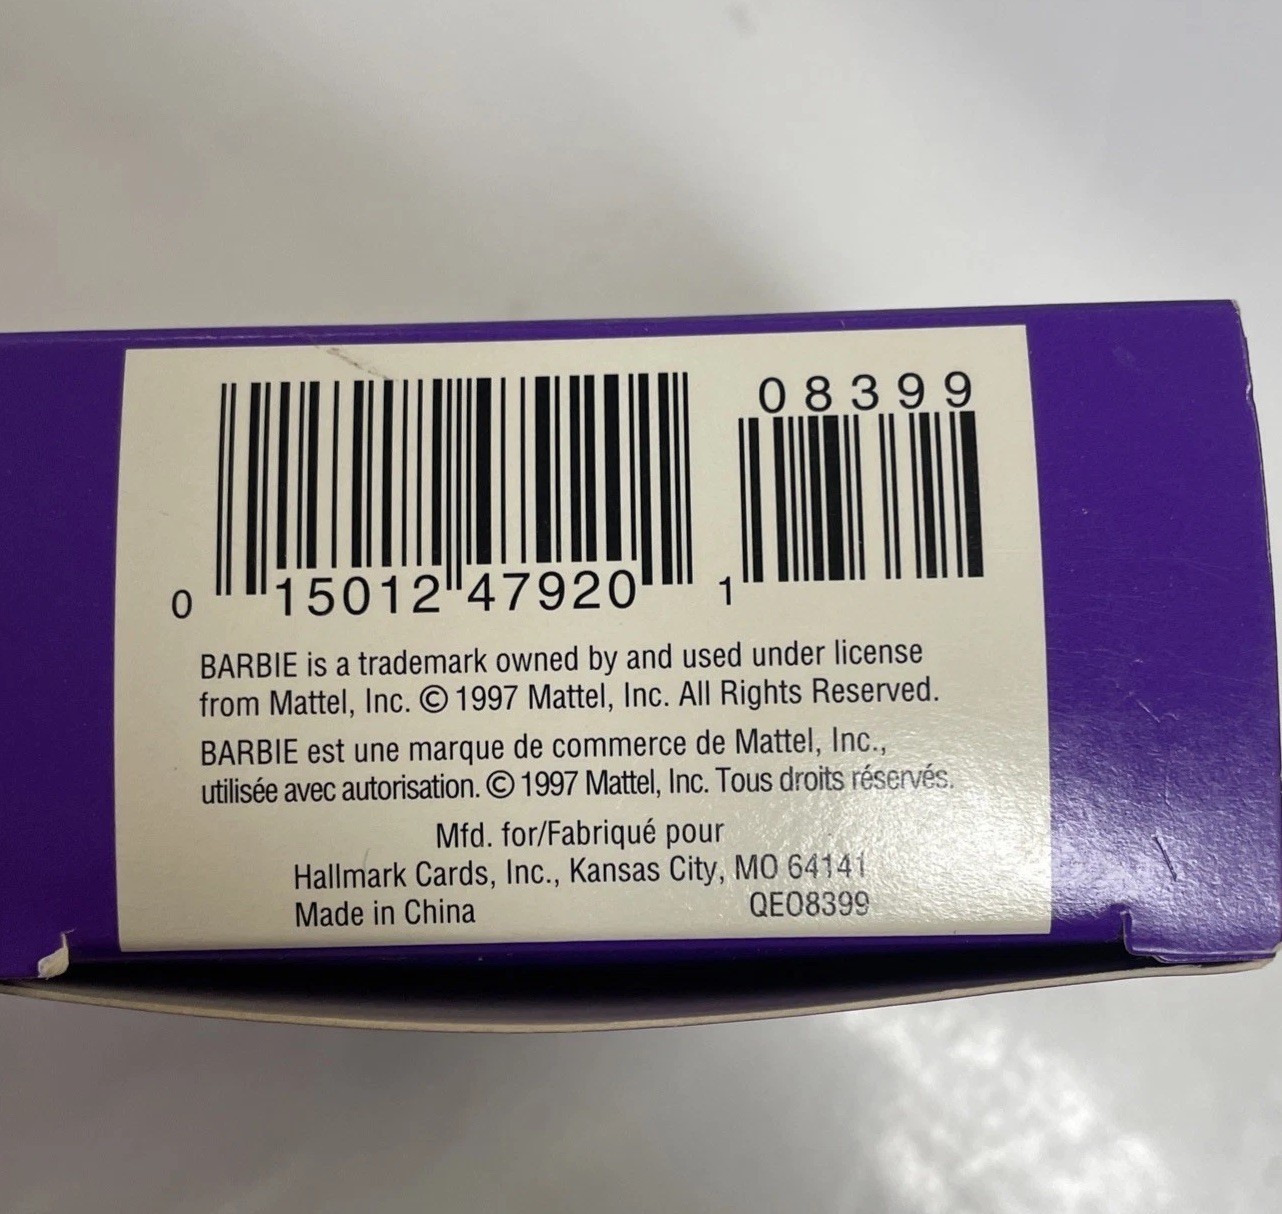 08399
0 15012 47920 1
BARBIE is a trademark owned by and used under license
from Mattel, Inc. © 1997 Mattel, Inc. All Rights Reserved.
BARBIE est une marque de commerce de Mattel, Inc.,
utilisée avec autorisation. © 1997 Mattel, Inc. Tous droits réservés.
Mfd. for/Fabriqué pour
Hallmark Cards, Inc., Kansas City, MO 64141
Made in China QEO8399